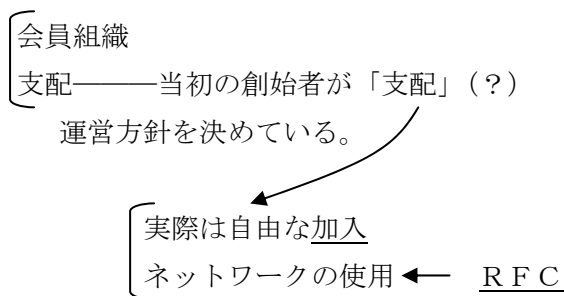 会員組織
支配―――当初の創始者が「支配」(?)
運営方針を決めている。
実際は自由な加入
ネットワークの使用 ← RFC